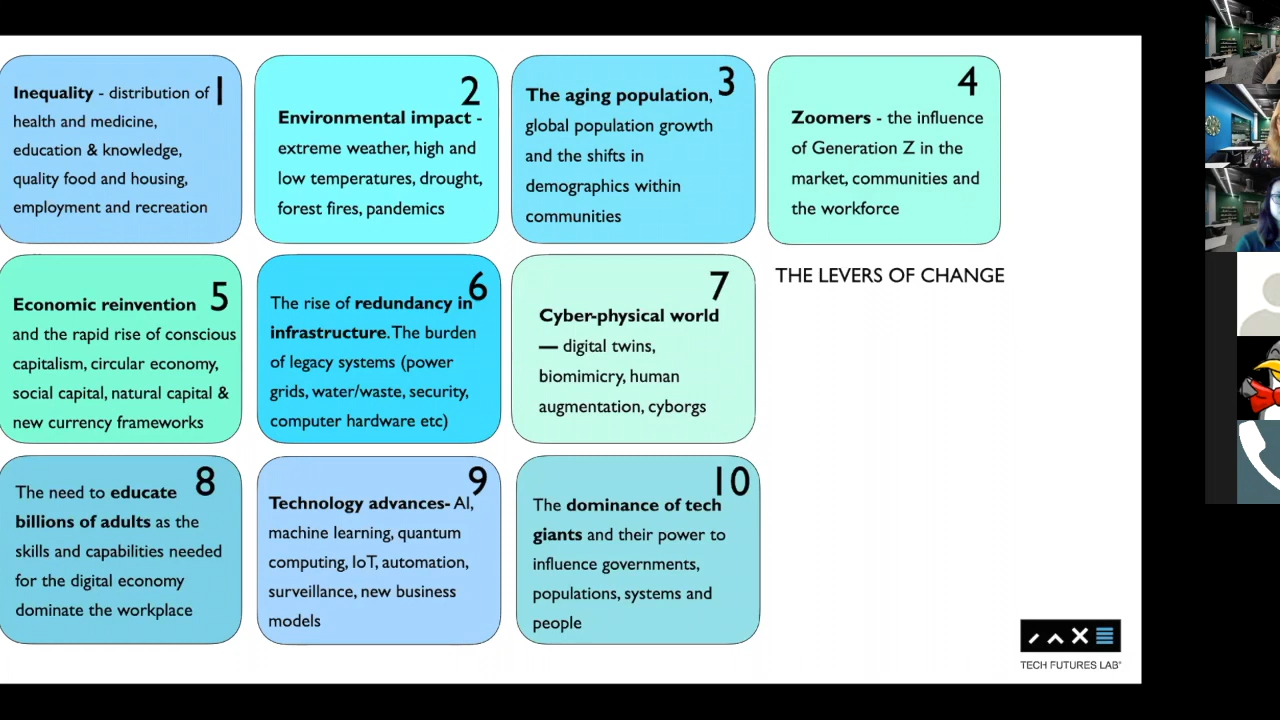 1
Inequality - distribution of
health and medicine,
education & knowledge,
quality food and housing,
employment and recreation
2
Environmental impact -
extreme weather, high and
low temperatures, drought,
forest fires, pandemics
3
The aging population,
global population growth
and the shifts in
demographics within
communities
4
Zoomers - the influence
of Generation Z in the
market, communities and
the workforce
5
Economic reinvention
and the rapid rise of conscious
capitalism, circular economy,
social capital, natural capital &
new currency frameworks
6
The rise of redundancy in
infrastructure. The burden
of legacy systems (power
grids, water/waste, security,
computer hardware etc)
7
Cyber-physical world
— digital twins,
biomimicry, human
augmentation, cyborgs
THE LEVERS OF CHANGE
8
The need to educate
billions of adults as the
skills and capabilities needed
for the digital economy
dominate the workplace
9
Technology advances- AI,
machine learning, quantum
computing, IoT, automation,
surveillance, new business
models
10
The dominance of tech
giants and their power to
influence governments,
populations, systems and
people
TECH FUTURES LAB